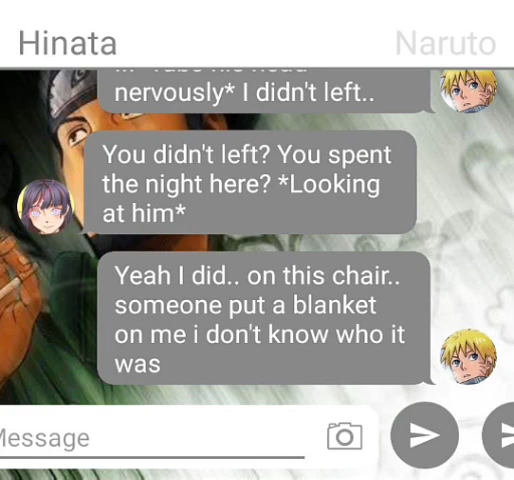 Hinata
Naruto
nervously* I didn't left..
You didn't left? You spent
the night here? *Looking
at him*
Yeah I did.. on this chair..
someone put a blanket
on me i don't know who it
was
Message